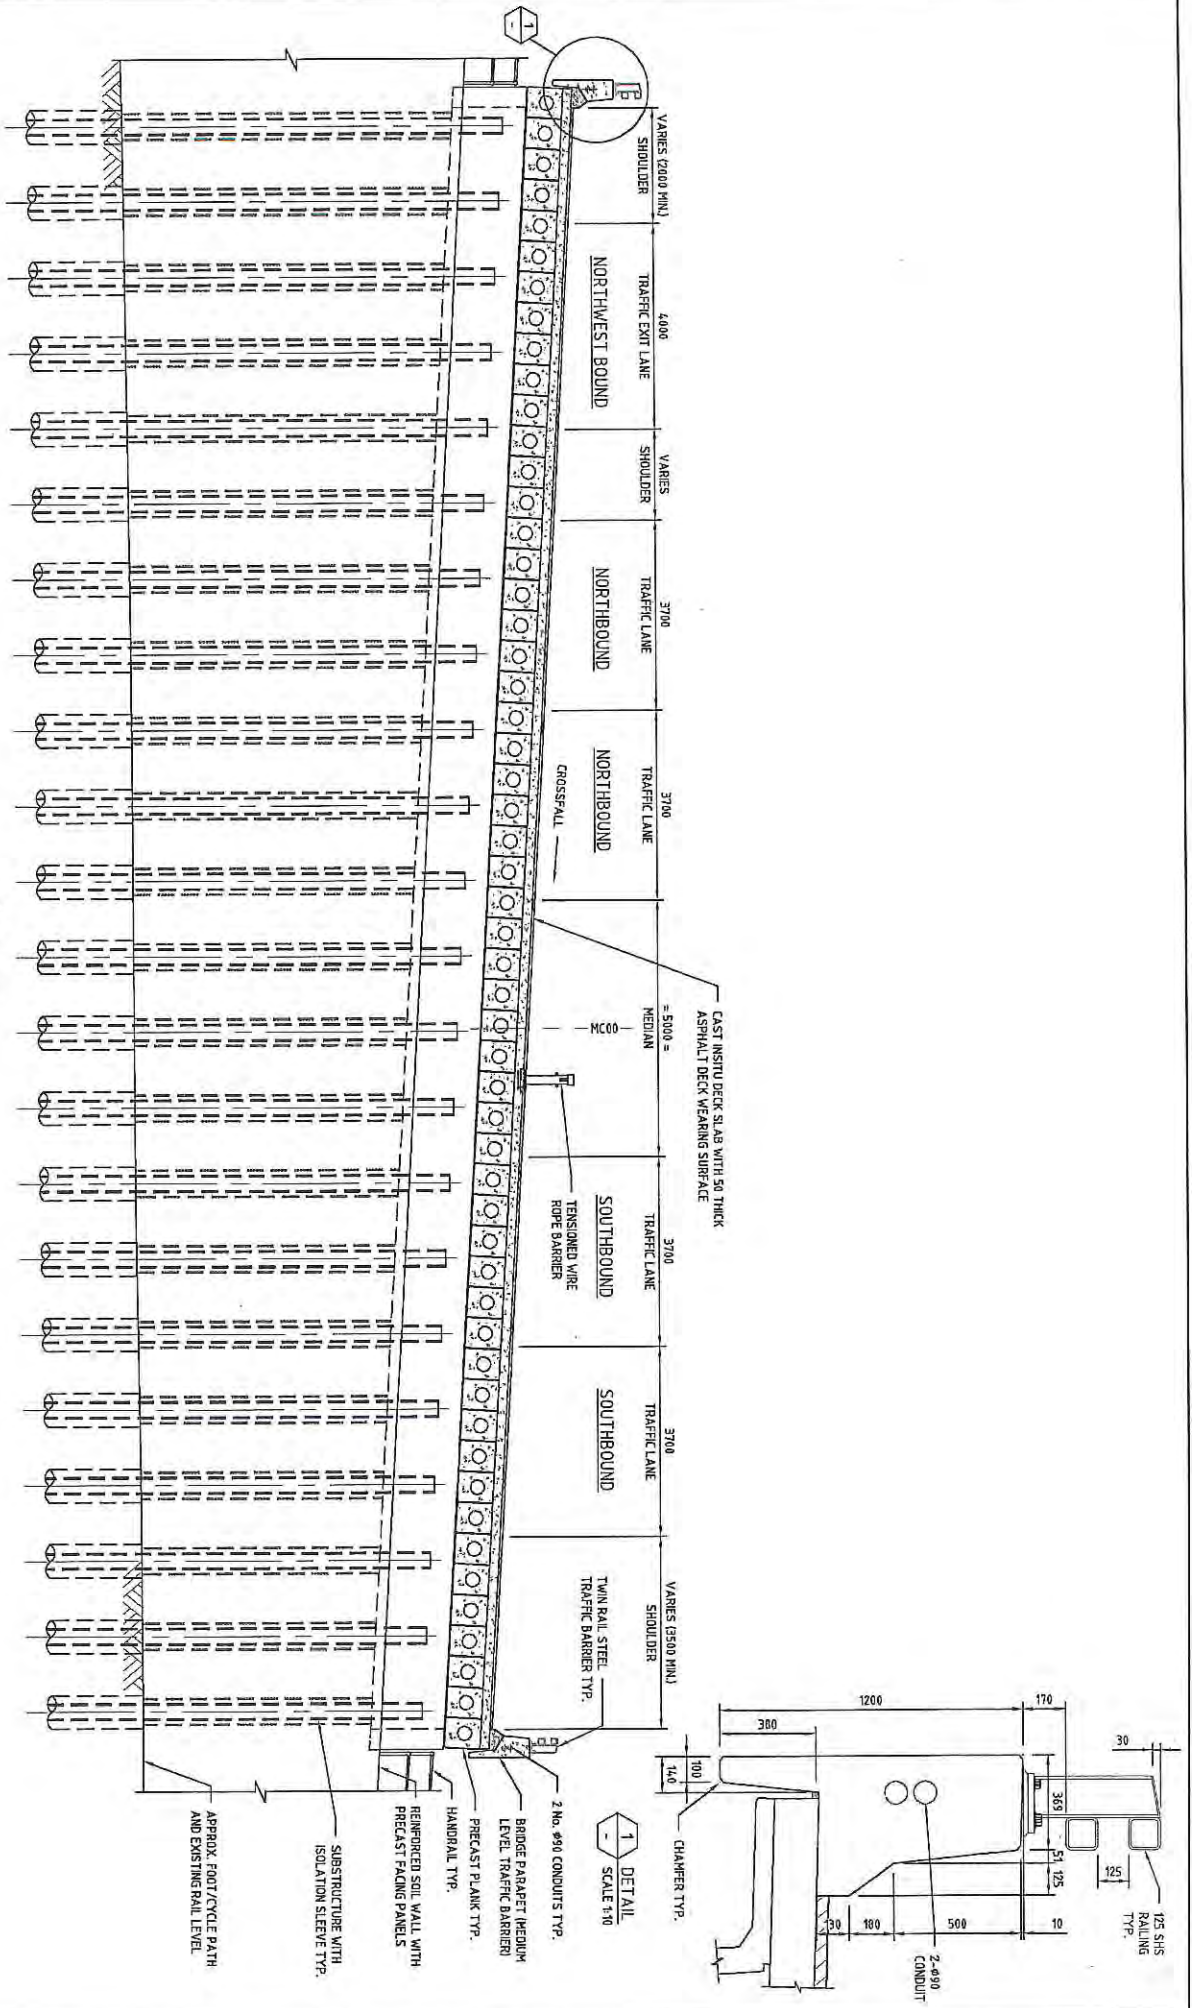 1
-
VARIES (2000 MIN.)
SHOULDER
4000
TRAFFIC EXIT LANE
VARIES
SHOULDER
3700
TRAFFIC LANE
3700
TRAFFIC LANE
= 5000 =
MEDIAN
3700
TRAFFIC LANE
3700
TRAFFIC LANE
VARIES (3500 MIN.)
SHOULDER
NORTHWEST BOUND
NORTHBOUND
NORTHBOUND
SOUTHBOUND
SOUTHBOUND
CROSSFALL
MC00
CAST INSITU DECK SLAB WITH 50 THICK
ASPHALT DECK WEARING SURFACE
TENSIONED WIRE
ROPE BARRIER
TWIN RAIL STEEL
TRAFFIC BARRIER TYP.
2 No. ø90 CONDUITS TYP.
BRIDGE PARAPET (MEDIUM
LEVEL TRAFFIC BARRIER)
PRECAST PLANK TYP.
HANDRAIL TYP.
REINFORCED SOIL WALL WITH
PRECAST FACING PANELS
SUBSTRUCTURE WITH
ISOLATION SLEEVE TYP.
APPROX. FOOT/CYCLE PATH
AND EXISTING RAIL LEVEL
1200
170
380
30
100
140
369
51
125
125
125 SHS
RAILING
TYP.
10
500
180
30
2-ø90
CONDUIT
CHAMFER TYP.
1
-
DETAIL
SCALE 1:10